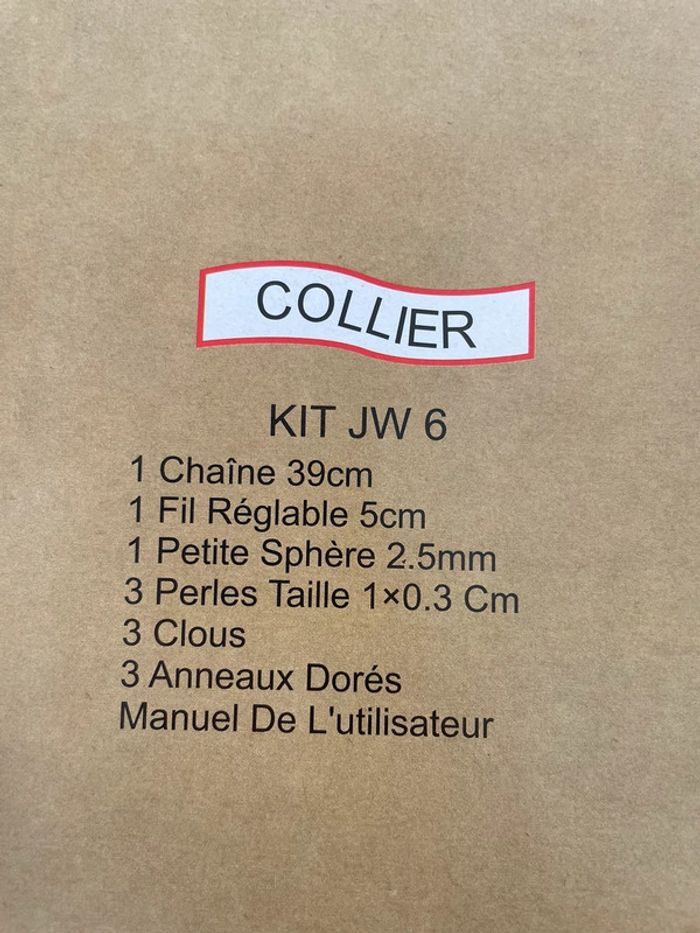 COLLIER
KIT JW 6
1 Chaîne 39cm
1 Fil Réglable 5cm
1 Petite Sphère 2.5mm
3 Perles Taille 1×0.3 Cm
3 Clous
3 Anneaux Dorés
Manuel De L'utilisateur